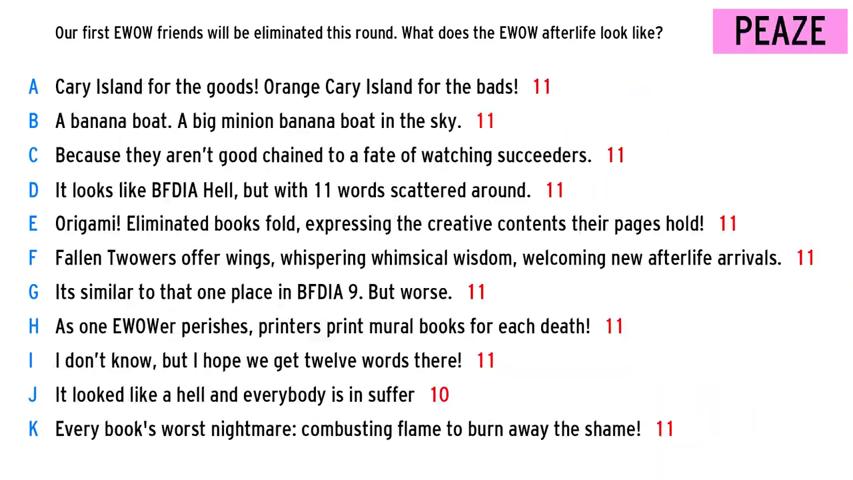 Our first EWOW friends will be eliminated this round. What does the EWOW afterlife look like?
PEAZE
A Cary Island for the goods! Orange Cary Island for the bads! 11
B A banana boat. A big minion banana boat in the sky. 11
C Because they aren't good chained to a fate of watching succeeders. 11
D It looks like BFDIA Hell, but with 11 words scattered around. 11
E Origami! Eliminated books fold, expressing the creative contents their pages hold! 11
F Fallen Twowers offer wings, whispering whimsical wisdom, welcoming new afterlife arrivals. 11
G Its similar to that one place in BFDIA 9. But worse. 11
H As one EWOWer perishes, printers print mural books for each death! 11
I I don't know, but I hope we get twelve words there! 11
J It looked like a hell and everybody is in suffer 10
K Every book's worst nightmare: combusting flame to burn away the shame! 11